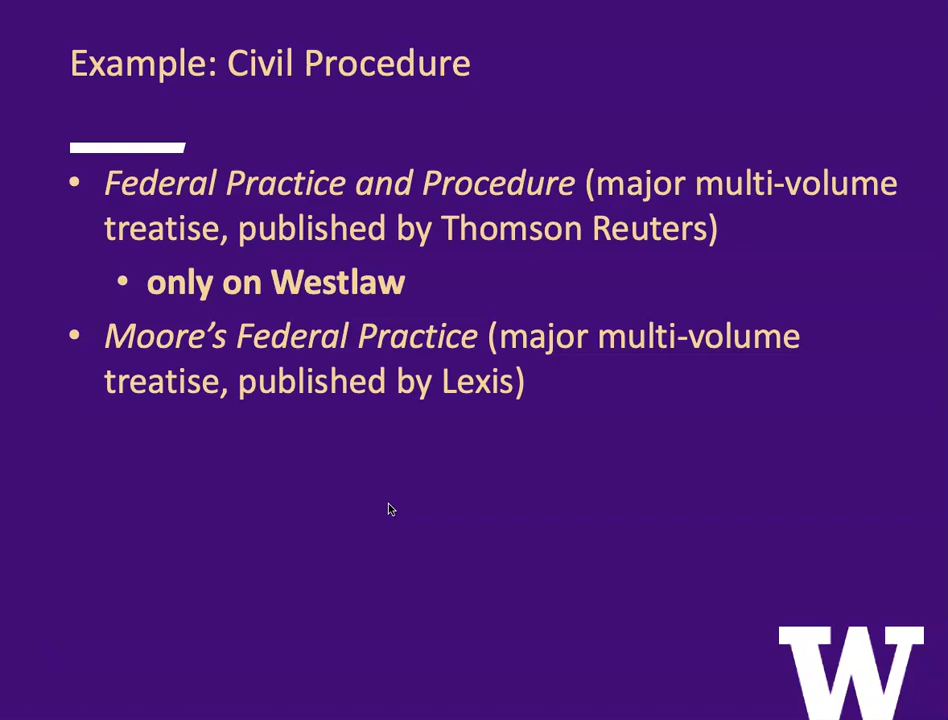 Example: Civil Procedure
• Federal Practice and Procedure (major multi-volume
treatise, published by Thomson Reuters)
• only on Westlaw
• Moore’s Federal Practice (major multi-volume
treatise, published by Lexis)
W